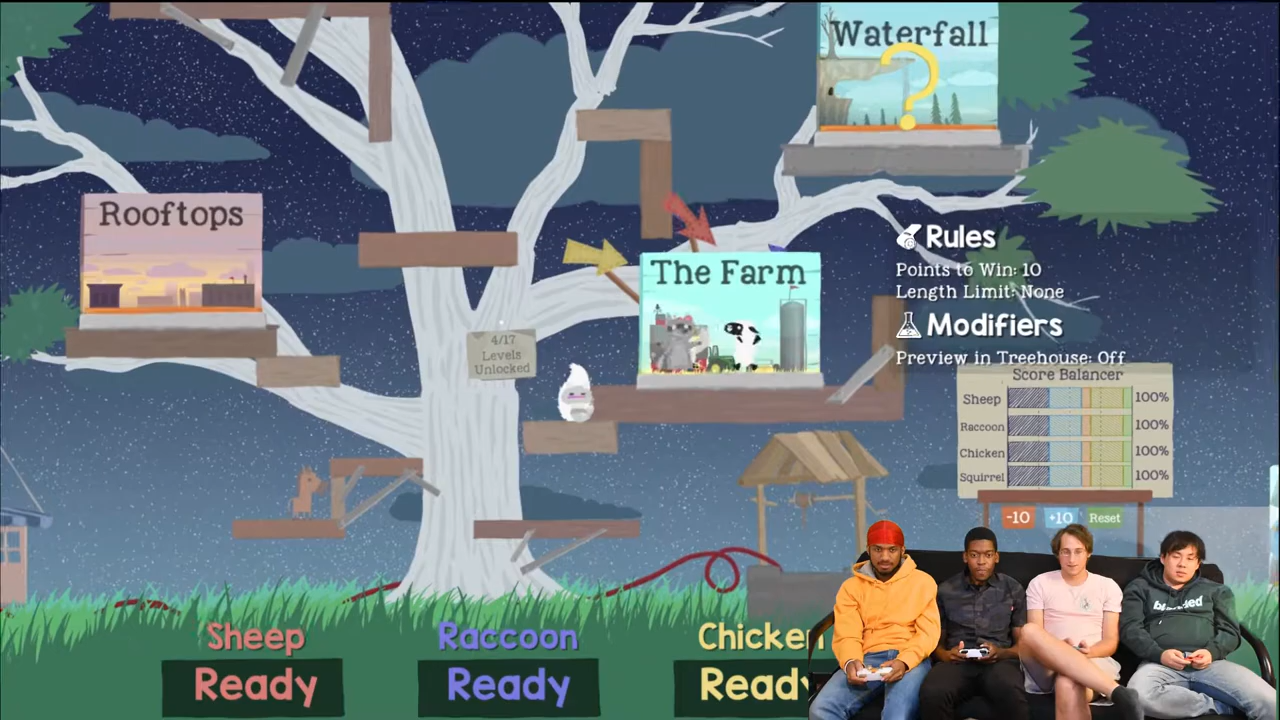 Waterfall
?
Rooftops
The Farm
Rules
Points to Win: 10
Length Limit: None
Modifiers
Preview in Treehouse: Off
4/17
Levels
Unlocked
Score Balancer
Sheep 100%
Raccoon 100%
Chicken 100%
Squirrel 100%
-10 +10 Reset
Sheep
Ready
Raccoon
Ready
Chicken
Ready